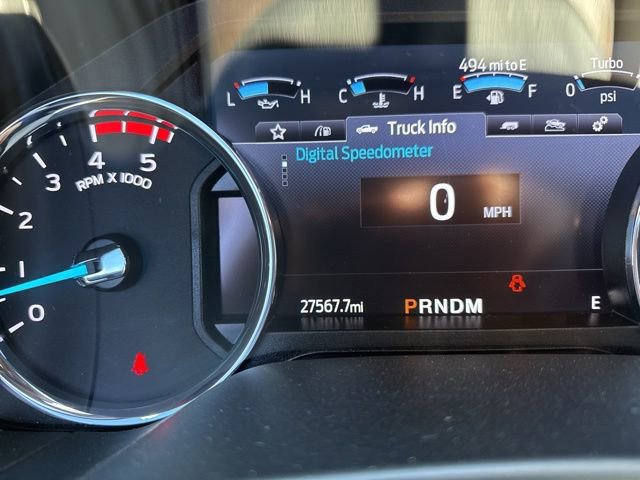 494 mi to E
Turbo
L H C H E F 0
psi
Truck Info
Digital Speedometer
0 MPH
4 5
RPM X 1000
3
2
1
0
27567.7mi PRNDM E